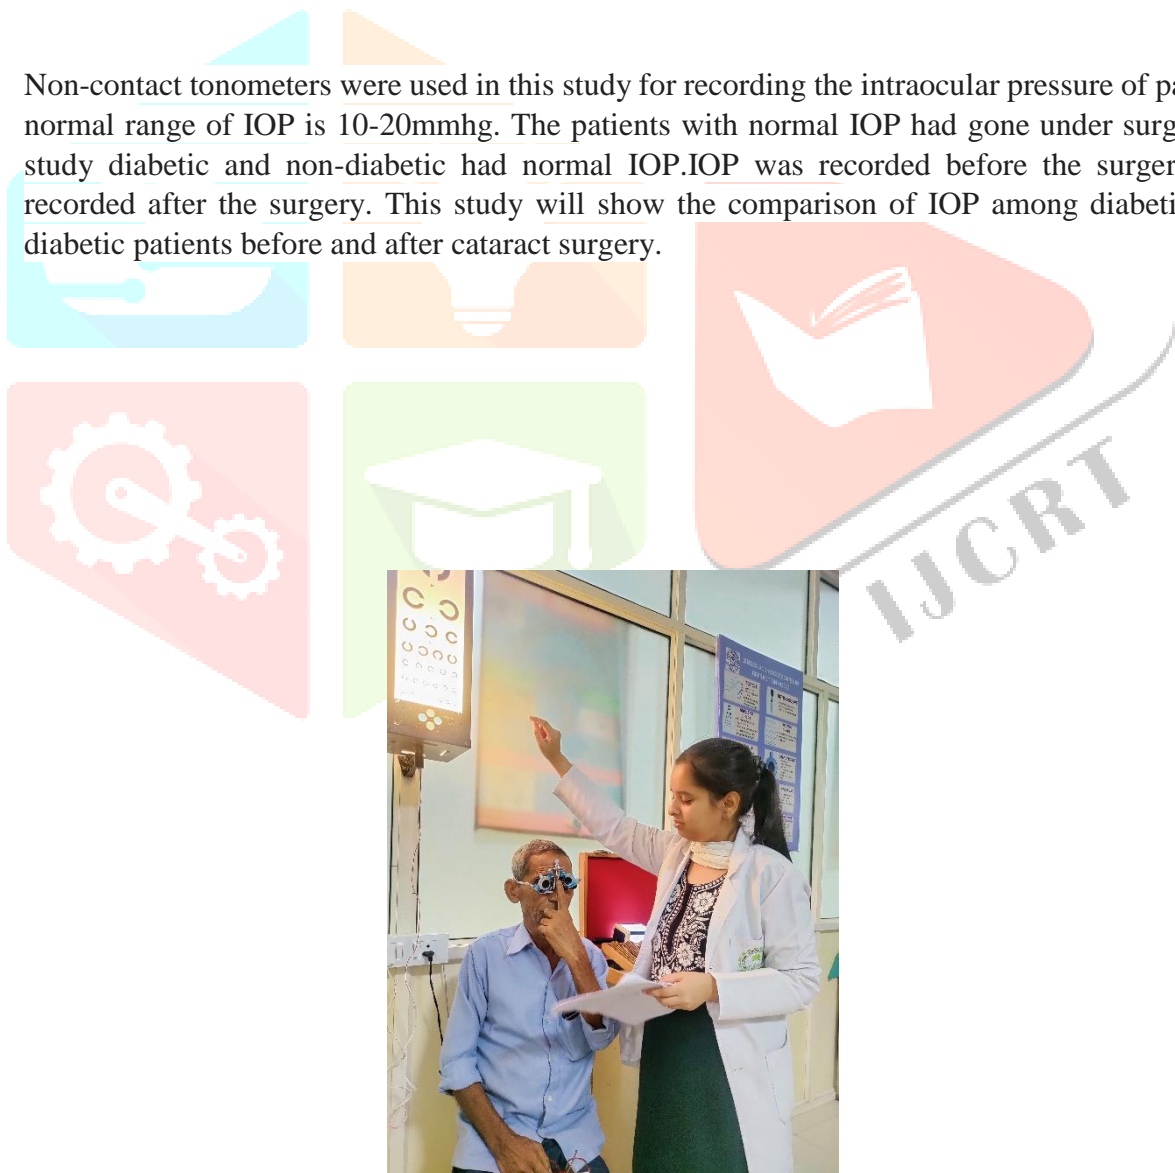 Non-contact tonometers were used in this study for recording the intraocular pressure of pa
normal range of IOP is 10-20mmhg. The patients with normal IOP had gone under surg
study diabetic and non-diabetic had normal IOP.IOP was recorded before the surger
recorded after the surgery. This study will show the comparison of IOP among diabeti
diabetic patients before and after cataract surgery.
IJCRT